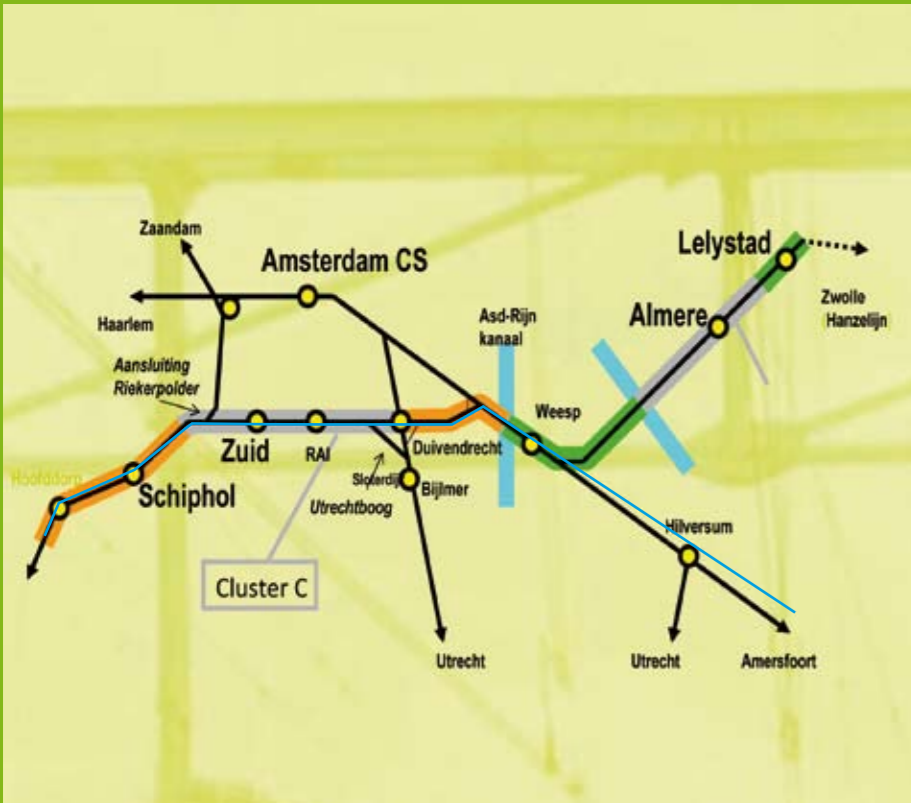 Zaandam
Amsterdam CS
Lelystad
Haarlem
Zwolle
Hanzelijn
Asd-Rijn
kanaal
Almere
Aansluiting
Riekerpolder
Weesp
Zuid
RAI
Duivendrecht
Hoofddorp
Schiphol
Sloterdij
Bijlmer
Utrechtboog
Hilversum
Cluster C
Utrecht
Utrecht
Amersfoort